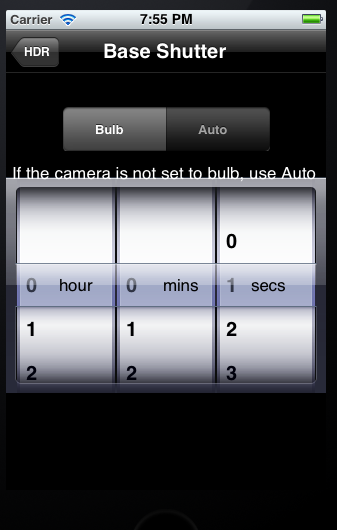 Carrier 7:55 PM
HDR Base Shutter
Bulb Auto
If the camera is not set to bulb, use Auto
0
0 hour 0 mins 1 secs
1 1 2
2 2 3